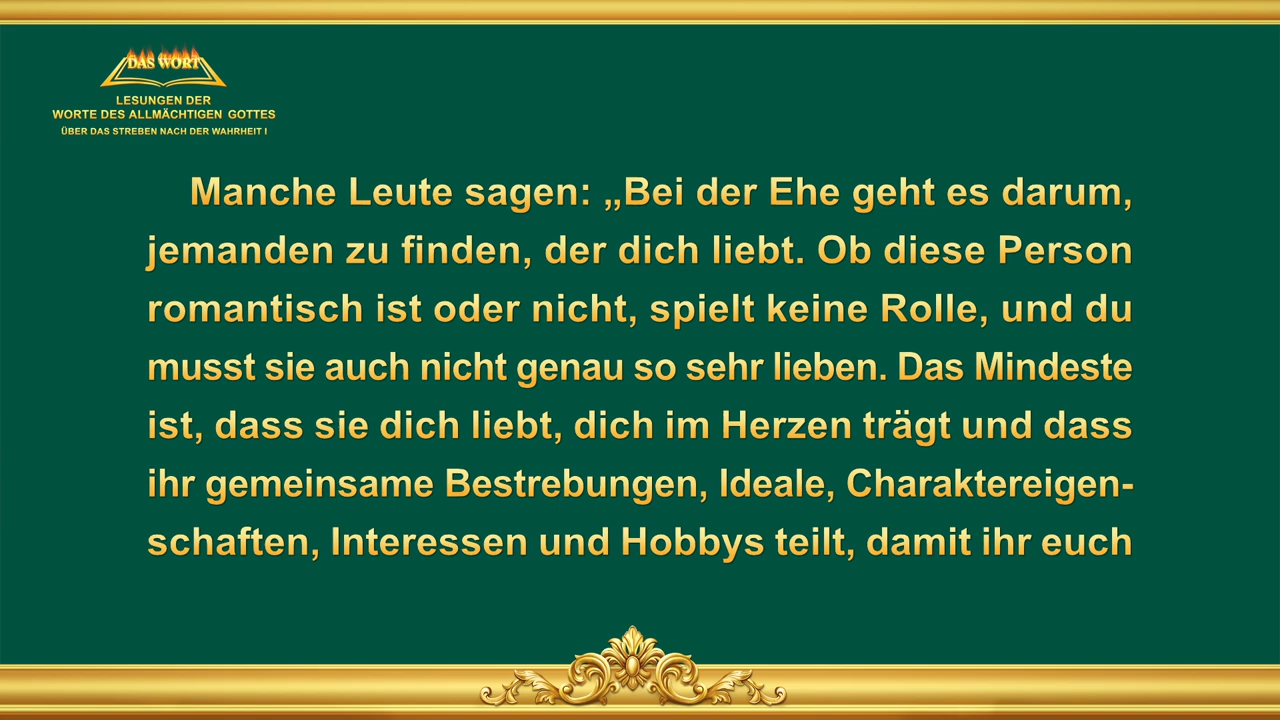 DAS WORT
LESUNGEN DER
WORTE DES ALLMÄCHTIGEN GOTTES
ÜBER DAS STREBEN NACH DER WAHRHEIT I
Manche Leute sagen: „Bei der Ehe geht es darum,
jemanden zu finden, der dich liebt. Ob diese Person
romantisch ist oder nicht, spielt keine Rolle, und du
musst sie auch nicht genau so sehr lieben. Das Mindeste
ist, dass sie dich liebt, dich im Herzen trägt und dass
ihr gemeinsame Bestrebungen, Ideale, Charaktereigen-
schaften, Interessen und Hobbys teilt, damit ihr euch